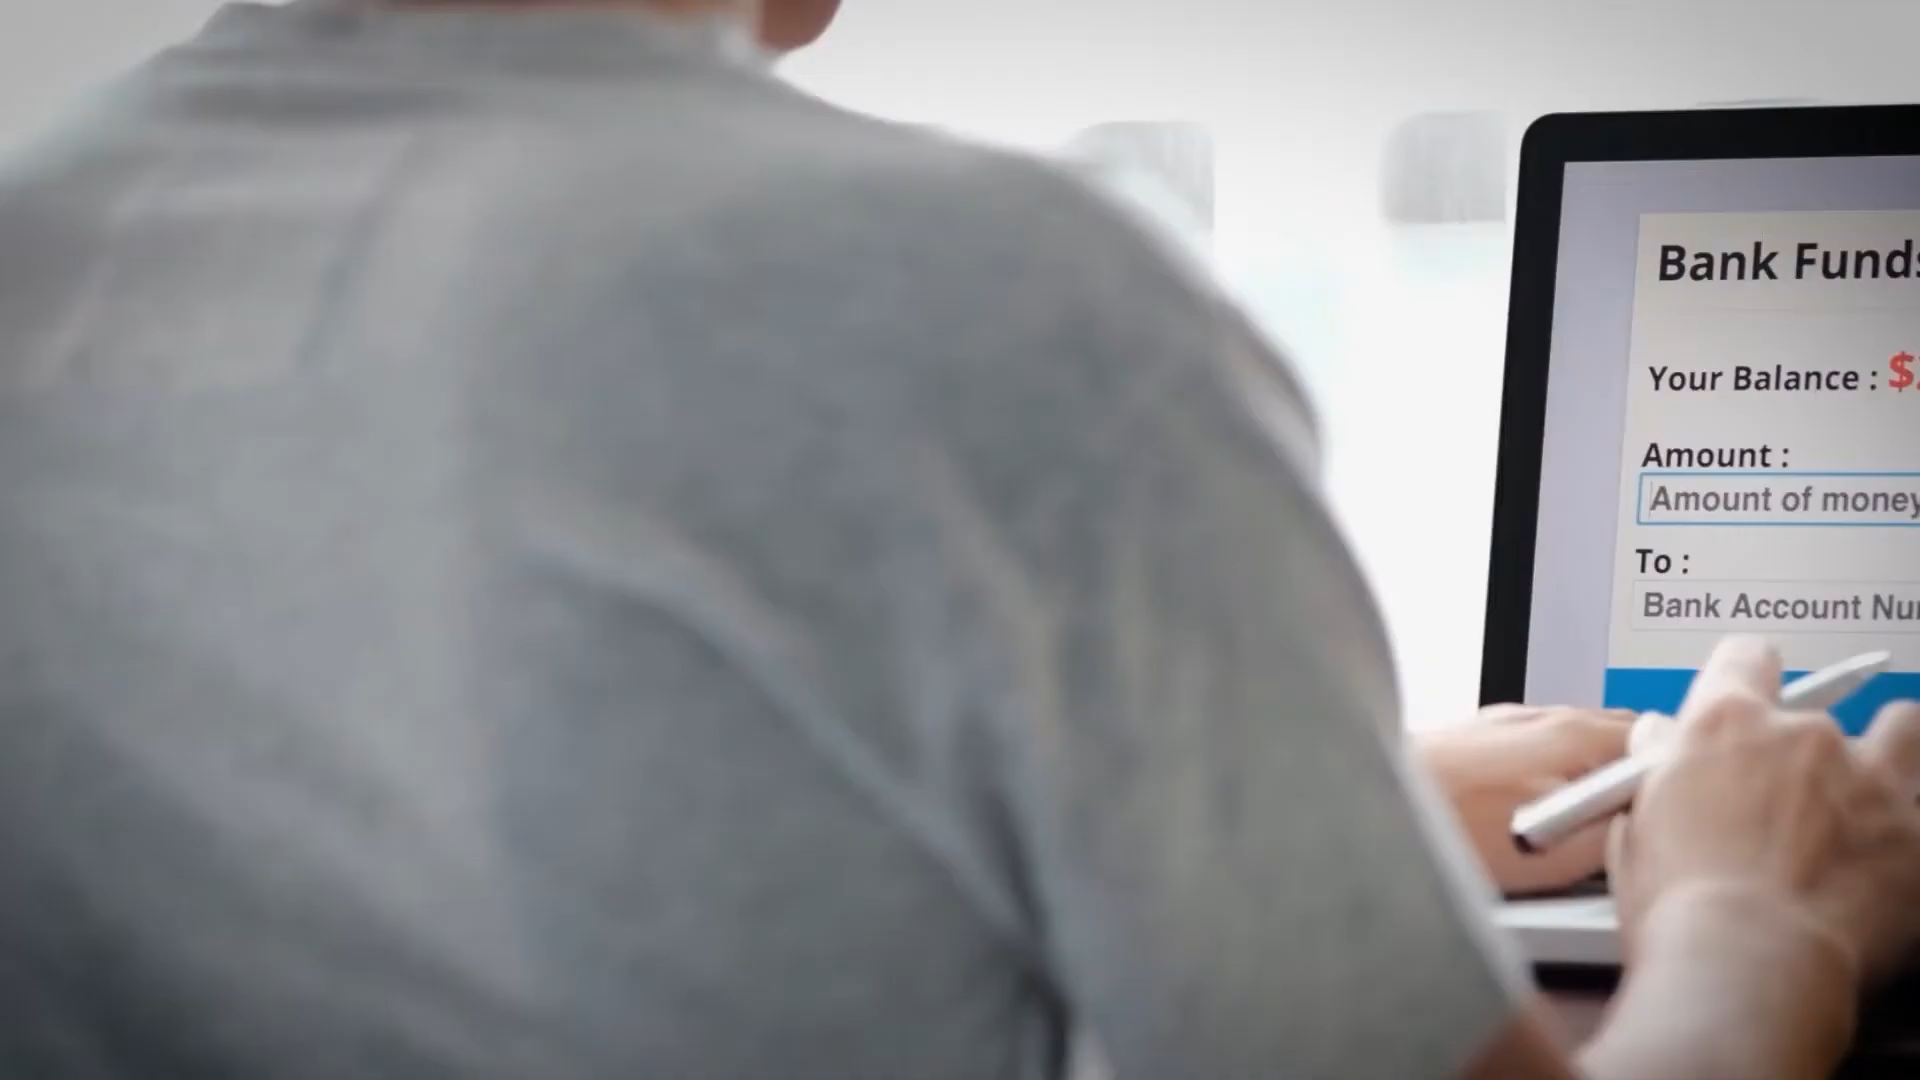 Bank Funds
Your Balance : $
Amount :
Amount of money
To :
Bank Account Nu